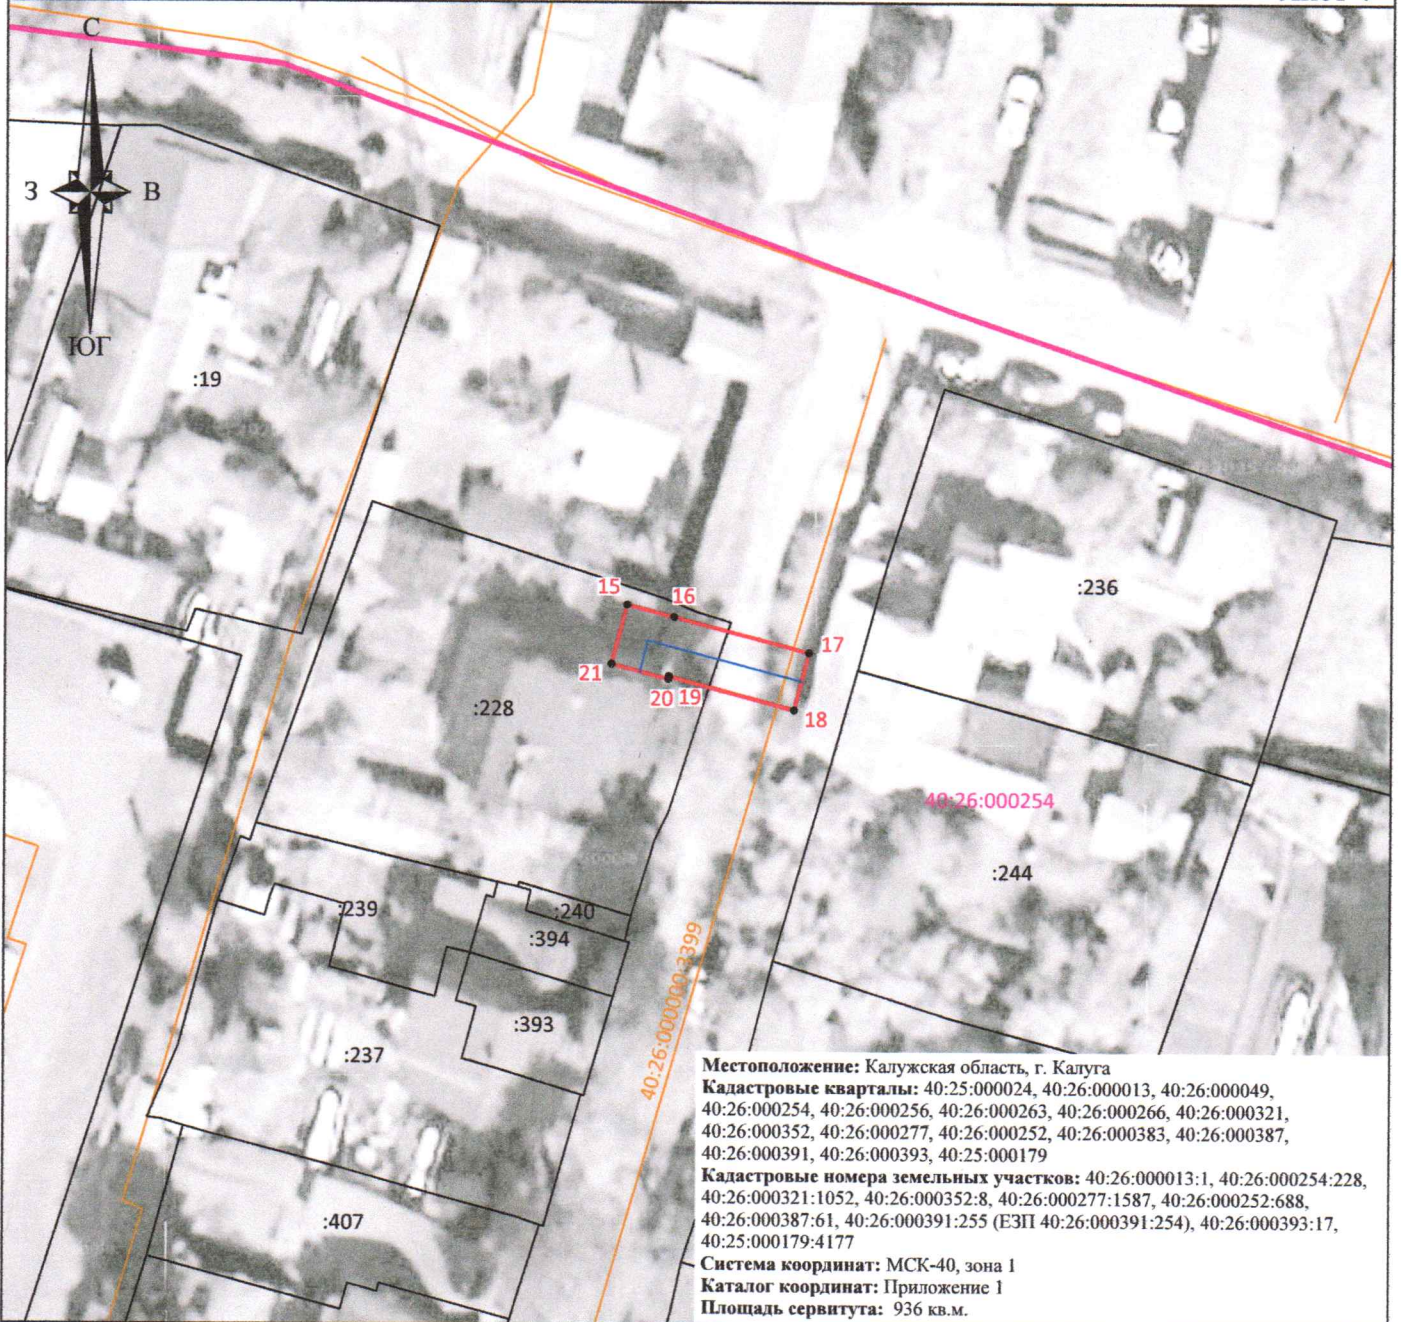 С
З
В
ЮГ
:19
:236
15
16
17
21
20
19
18
:228
40:26:000254
:244
:239
:240
:394
40:26:000000:3399
:393
:237
:407
Местоположение: Калужская область, г. Калуга
Кадастровые кварталы: 40:25:000024, 40:26:000013, 40:26:000049,
40:26:000254, 40:26:000256, 40:26:000263, 40:26:000266, 40:26:000321,
40:26:000352, 40:26:000277, 40:26:000252, 40:26:000383, 40:26:000387,
40:26:000391, 40:26:000393, 40:25:000179
Кадастровые номера земельных участков: 40:26:000013:1, 40:26:000254:228,
40:26:000321:1052, 40:26:000352:8, 40:26:000277:1587, 40:26:000252:688,
40:26:000387:61, 40:26:000391:255 (ЕЗП 40:26:000391:254), 40:26:000393:17,
40:25:000179:4177
Система координат: МСК-40, зона 1
Каталог координат: Приложение 1
Площадь сервитута: 936 кв.м.